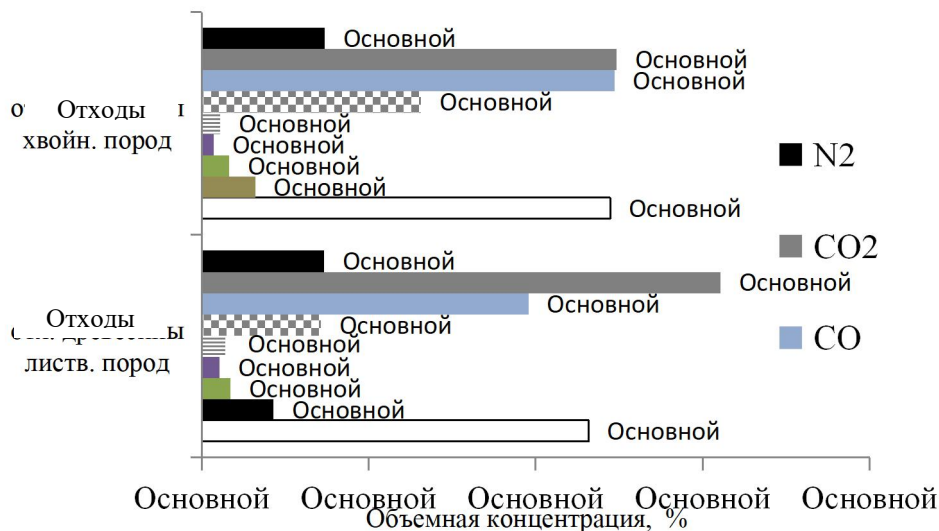 Основной
Основной
Основной
Основной
Основной
Основной
Основной
Основной
Основной
Отходы
хвойн. пород
Основной
Основной
Основной
Основной
Основной
Основной
Основной
Основной
Основной
Отходы
листв. пород
N2
CO2
CO
Основной Основной Основной Основной Основной
Объемная концентрация, %